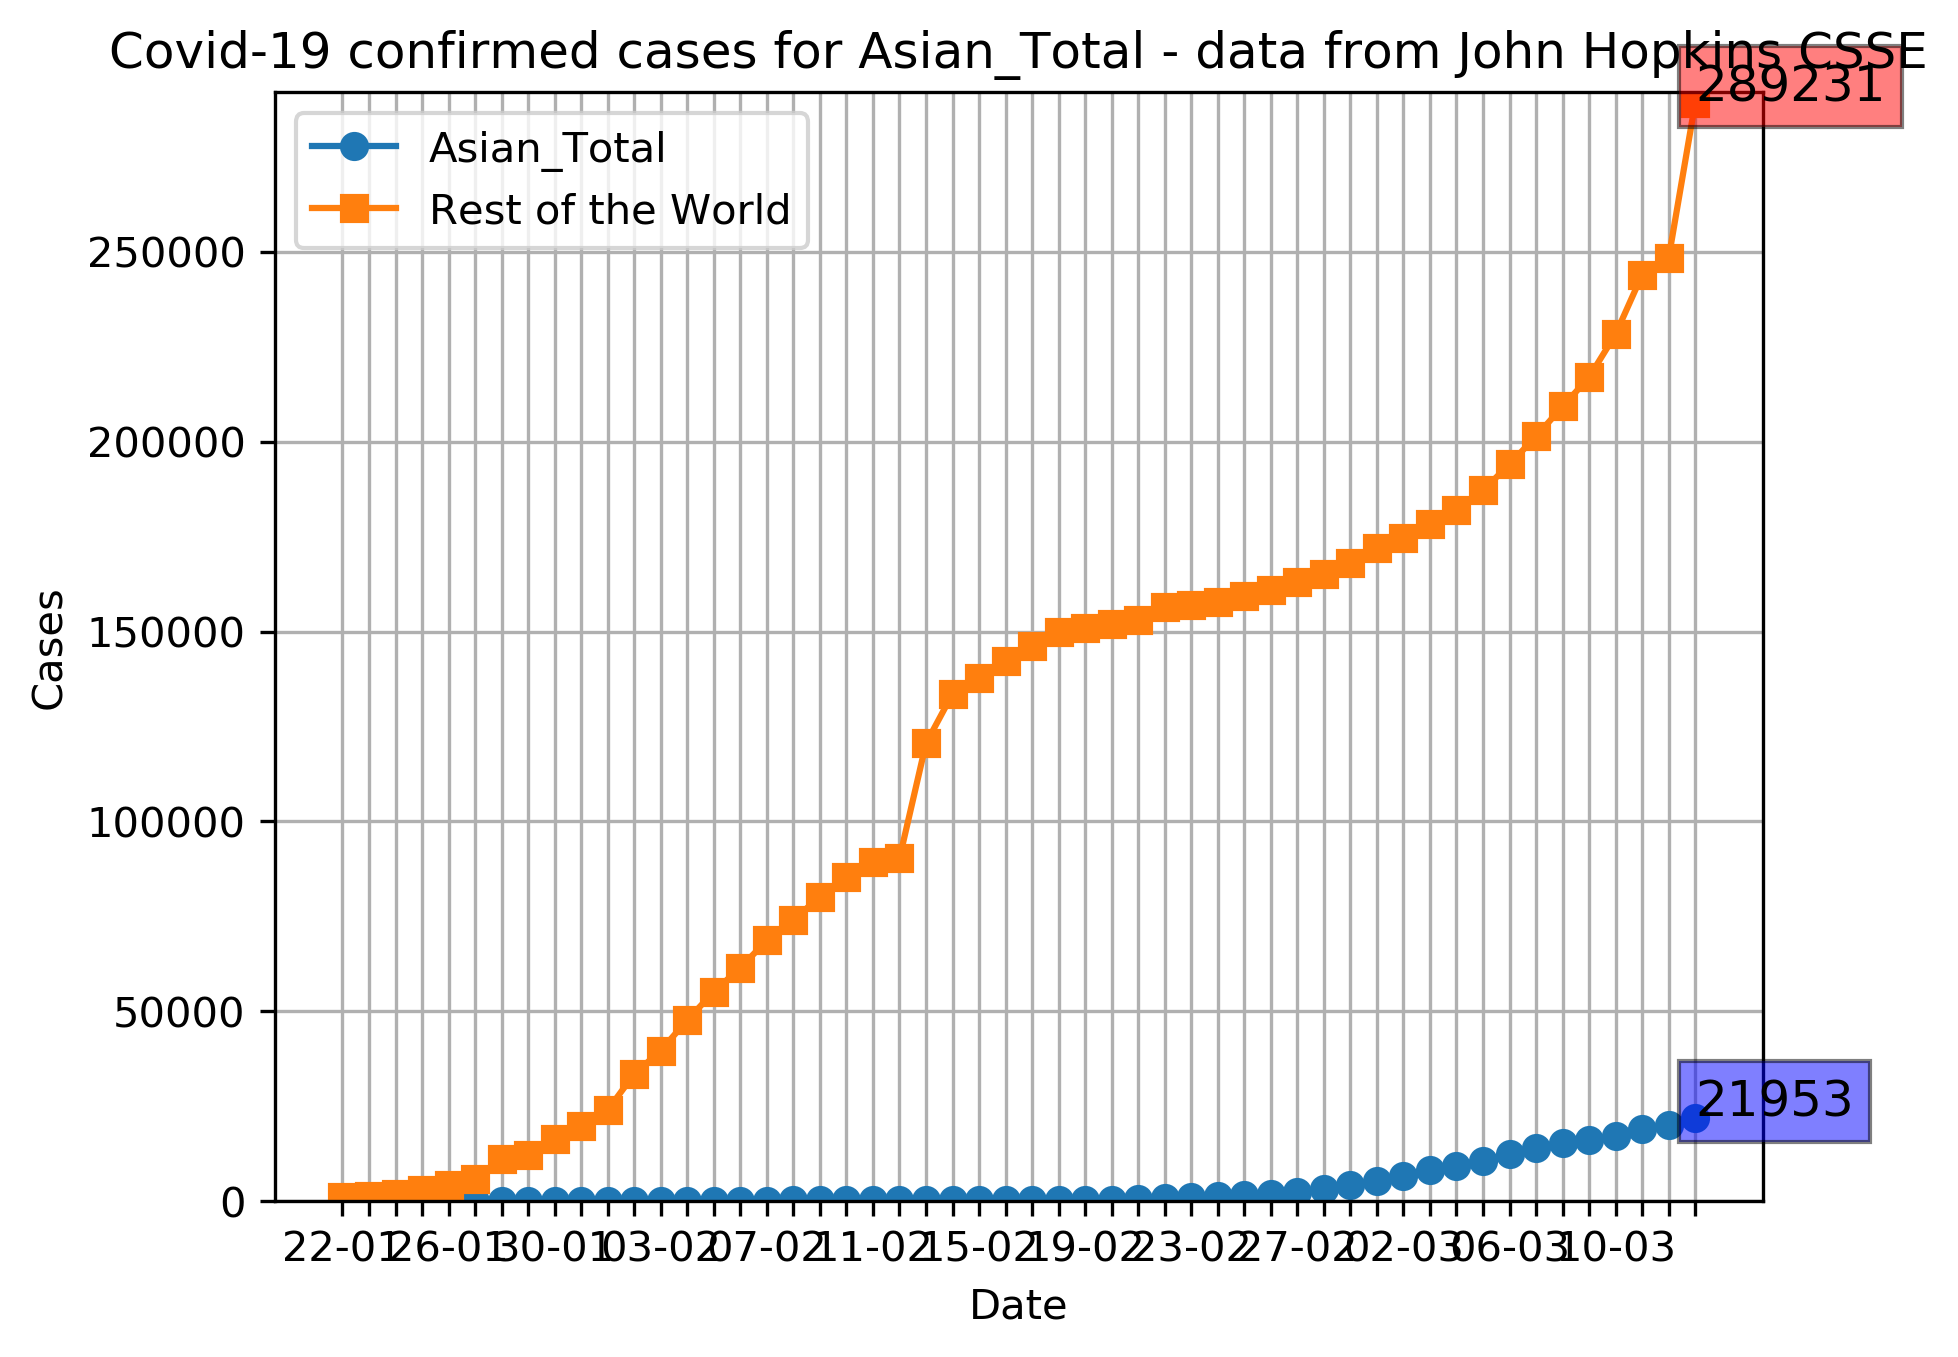 Covid-19 confirmed cases for Asian_Total - data from John Hopkins CSSE
289231
Asian_Total
Rest of the World
250000
200000
150000
100000
50000
0
Cases
21953
22-01 26-01 30-01 03-02 07-02 11-02 15-02 19-02 23-02 27-02 02-03 06-03 10-03
Date